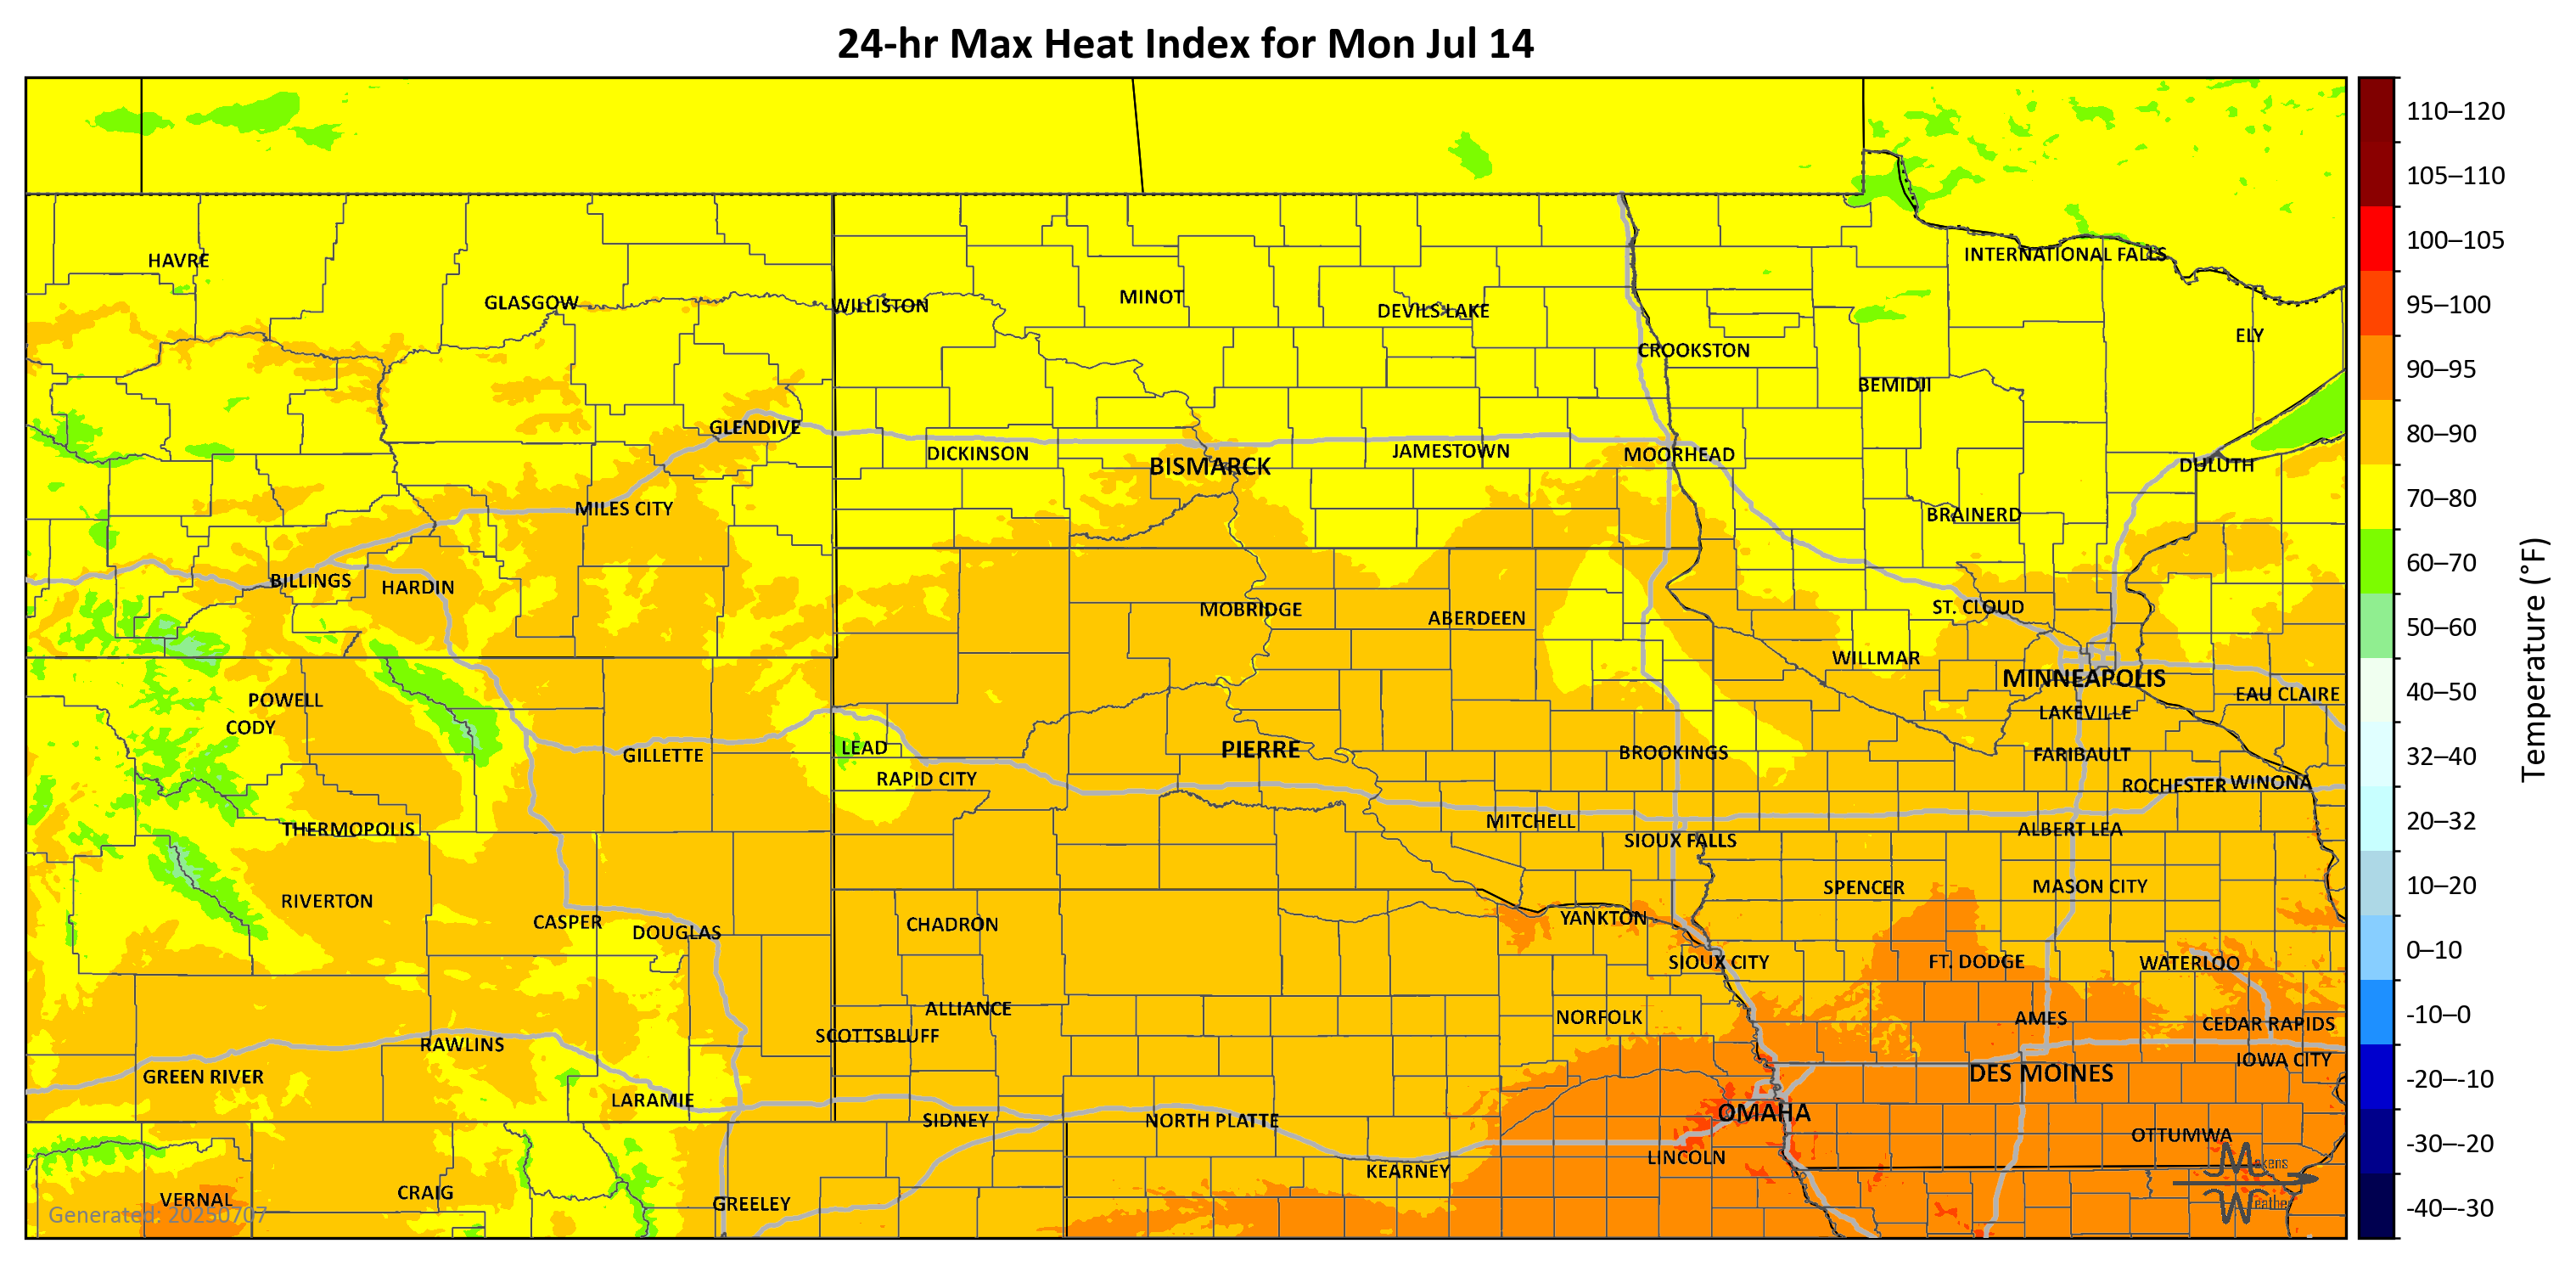 24-hr Max Heat Index for Mon Jul 14
110–120
105–110
INTERNATIONAL FALLS
100–105
HAVRE
MINOT
GLASGOW
WILLISTON
95–100
DEVILS LAKE
ELY
CROOKSTON
90–95
BEMIDJI
GLENDIVE
80–90
DICKINSON
JAMESTOWN
MOORHEAD
BISMARCK
DULUTH
70–80
MILES CITY
BRAINERD
60–70
BILLINGS
HARDIN
MOBRIDGE
ABERDEEN
ST. CLOUD
50–60
WILLMAR
MINNEAPOLIS
40–50
EAU CLAIRE
POWELL
LAKEVILLE
CODY
Temperature (°F)
LEAD
PIERRE
BROOKINGS
GILLETTE
FARIBAULT
32–40
RAPID CITY
ROCHESTER
WINONA
MITCHELL
20–32
THERMOPOLIS
ALBERT LEA
SIOUX FALLS
SPENCER
MASON CITY
10–20
RIVERTON
CASPER
CHADRON
YANKTON
DOUGLAS
0–10
SIOUX CITY
FT. DODGE
WATERLOO
ALLIANCE
NORFOLK
AMES
-10–0
CEDAR RAPIDS
SCOTTSBLUFF
RAWLINS
IOWA CITY
GREEN RIVER
DES MOINES
-20–-10
LARAMIE
OMAHA
SIDNEY
NORTH PLATTE
OTTUMWA
-30–-20
LINCOLN
KEARNEY
Makens
VERNAL
CRAIG
GREELEY
Weather
-40–-30
Generated: 20250707